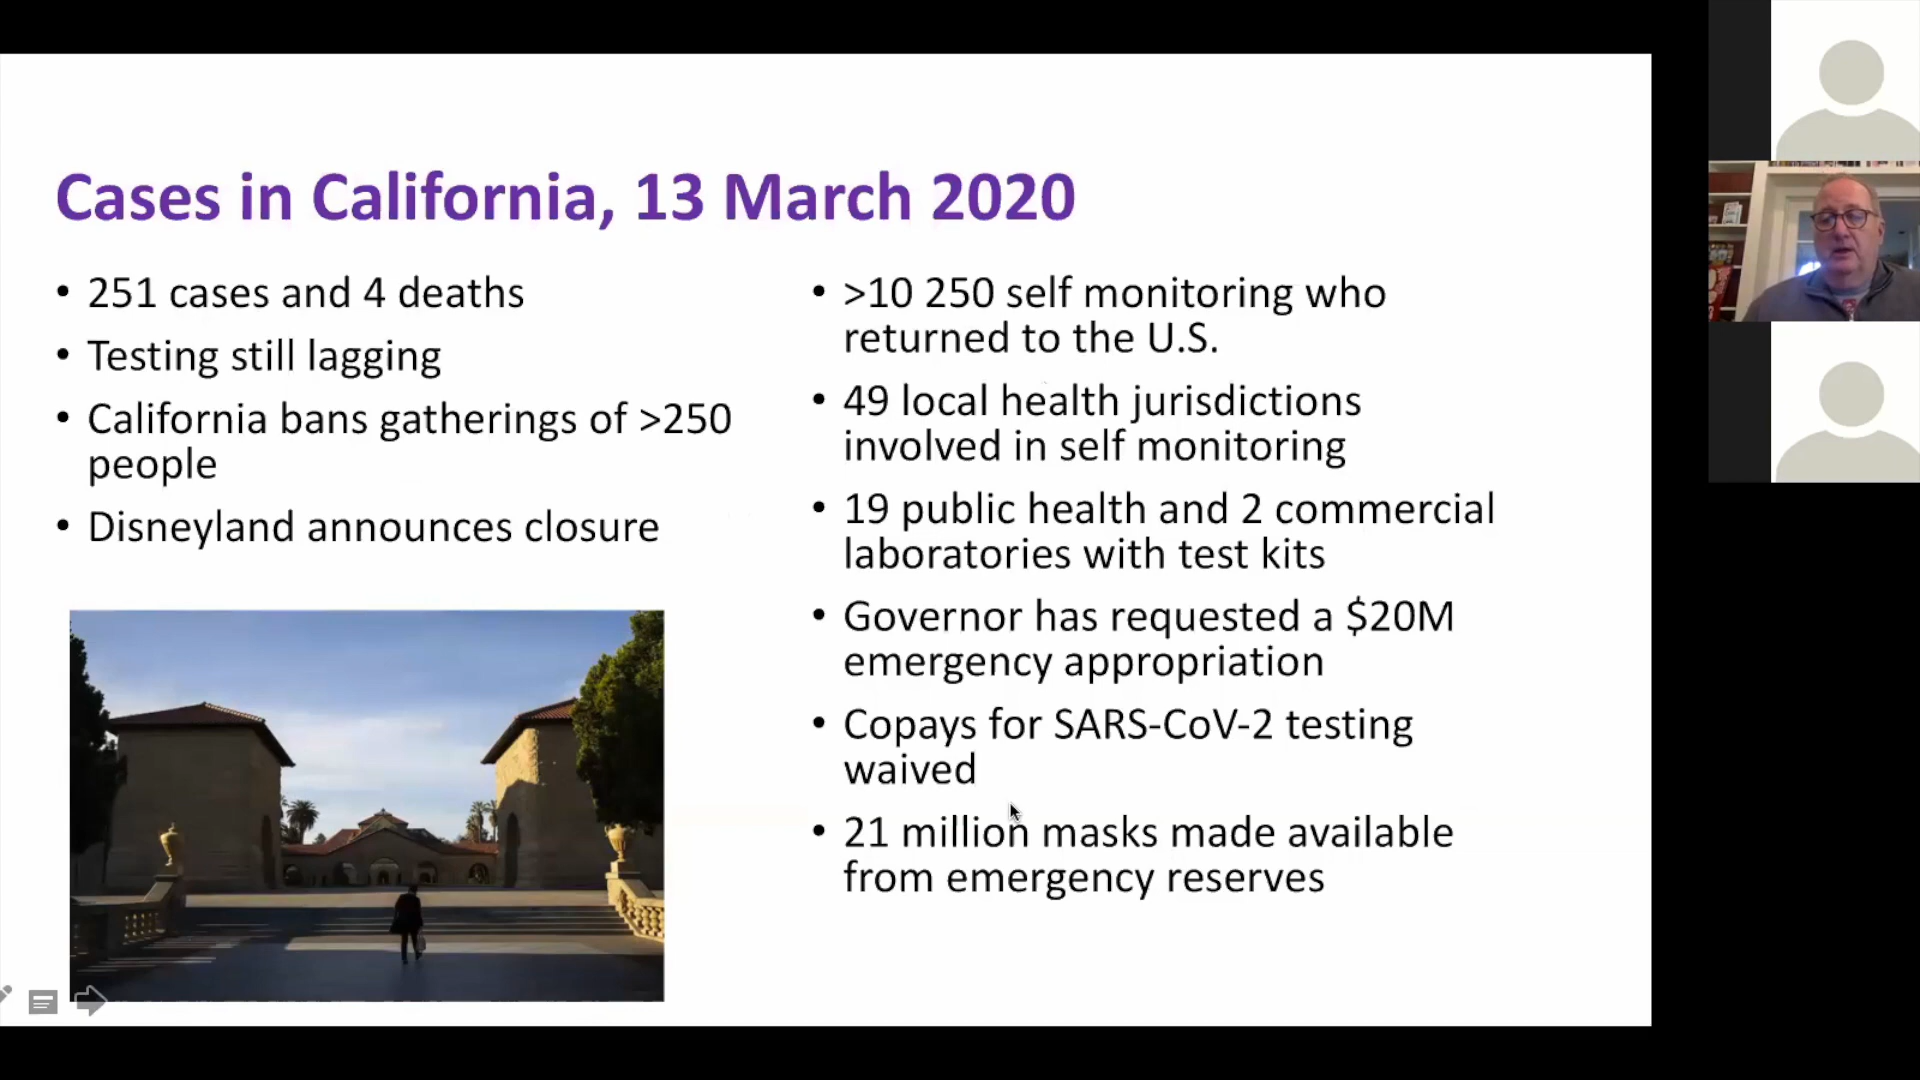 Cases in California, 13 March 2020
• 251 cases and 4 deaths
• Testing still lagging
• California bans gatherings of >250
people
• Disneyland announces closure
• >10 250 self monitoring who
returned to the U.S.
• 49 local health jurisdictions
involved in self monitoring
• 19 public health and 2 commercial
laboratories with test kits
• Governor has requested a $20M
emergency appropriation
• Copays for SARS-CoV-2 testing
waived
• 21 million masks made available
from emergency reserves